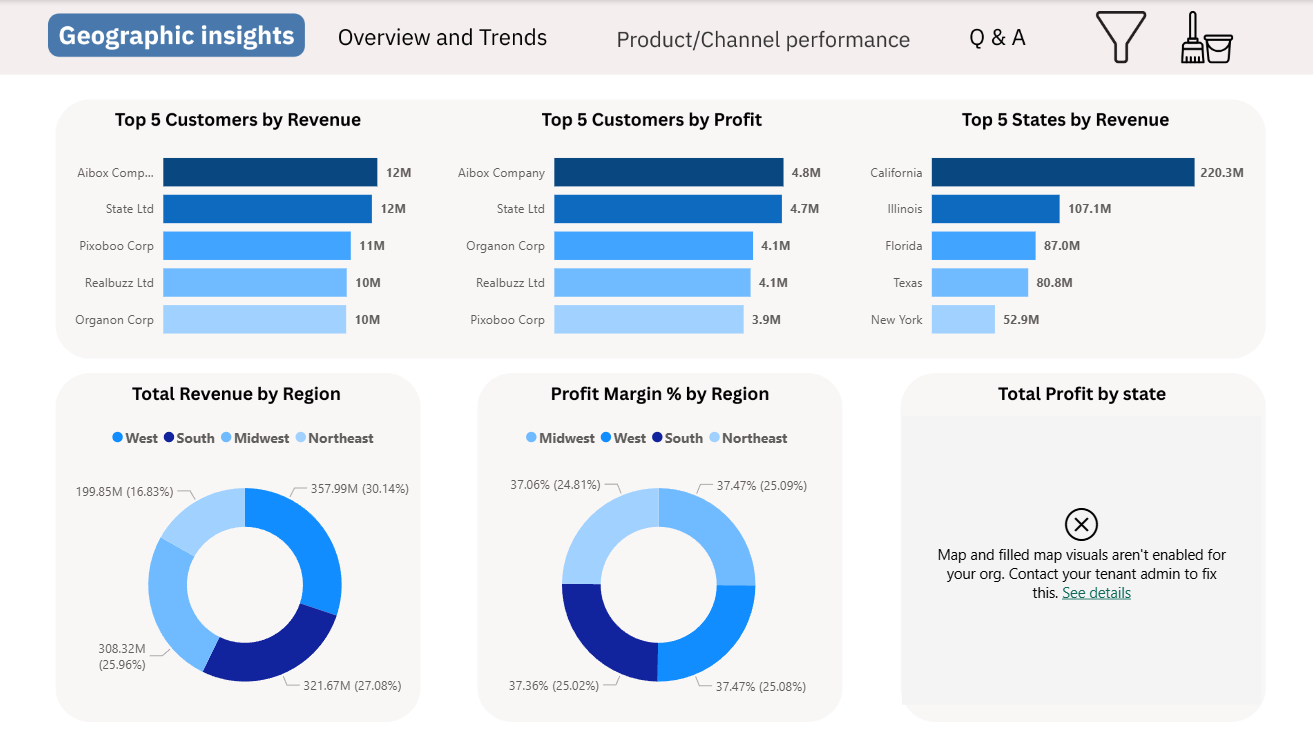 Geographic insights
Overview and Trends
Product/Channel performance
Q & A
Top 5 Customers by Revenue
Aibox Comp... 12M
State Ltd 12M
Pixoboo Corp 11M
Realbuzz Ltd 10M
Organon Corp 10M
Top 5 Customers by Profit
Aibox Company 4.8M
State Ltd 4.7M
Organon Corp 4.1M
Realbuzz Ltd 4.1M
Pixoboo Corp 3.9M
Top 5 States by Revenue
California 220.3M
Illinois 107.1M
Florida 87.0M
Texas 80.8M
New York 52.9M
Total Revenue by Region
West South Midwest Northeast
199.85M (16.83%)
357.99M (30.14%)
308.32M
(25.96%)
321.67M (27.08%)
Profit Margin % by Region
Midwest West South Northeast
37.06% (24.81%)
37.47% (25.09%)
37.36% (25.02%)
37.47% (25.08%)
Total Profit by state
Map and filled map visuals aren't enabled for
your org. Contact your tenant admin to fix
this. See details